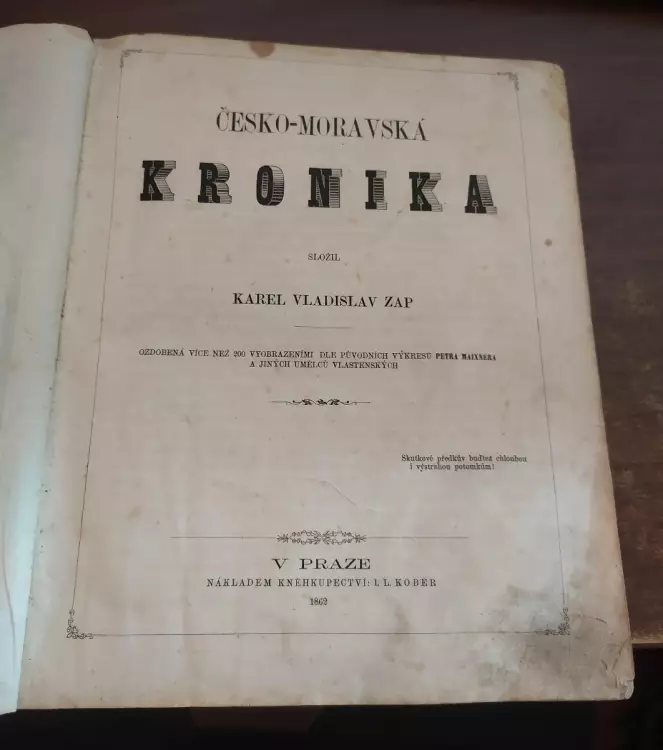 ČESKO-MORAVSKÁ
KRONIKA
SLOŽIL
KAREL VLADISLAV ZAP
OZDOBENÁ VÍCE NEŽ 200 VYOBRAZENÍMI DLE PŮVODNÍCH VÝKRESŮ PETRA MAIXNERA
A JINÝCH UMĚLCŮ VLASTENSKÝCH
Skutkové předkův buďtež chloubou
i výstrahou potomkům!
V PRAZE
NÁKLADEM KNĚHKUPECTVÍ: I. L. KOBER
1862